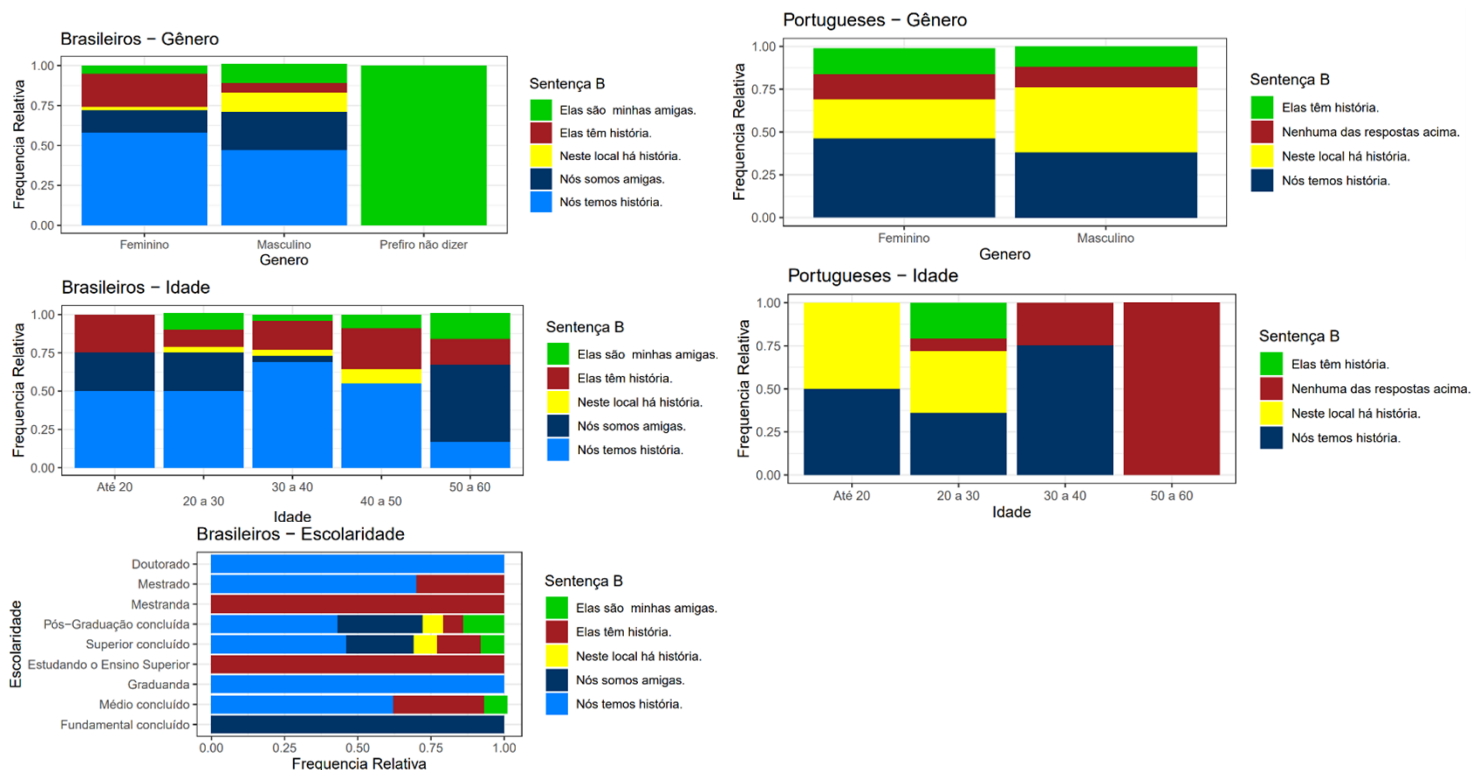 Brasileiros − Gênero
Frequencia Relativa
1.00
0.75
0.50
0.25
0.00
Feminino Masculino Prefiro não dizer
Genero
Sentença B
Elas são  minhas amigas.
Elas têm história.
Neste local há história.
Nós somos amigas.
Nós temos história.
Portugueses − Gênero
Frequencia Relativa
1.00
0.75
0.50
0.25
0.00
Feminino Masculino
Genero
Sentença B
Elas têm história.
Nenhuma das respostas acima.
Neste local há história.
Nós temos história.
Brasileiros − Idade
Frequencia Relativa
1.00
0.75
0.50
0.25
0.00
Até 20 30 a 40 50 a 60
20 a 30 40 a 50
Idade
Sentença B
Elas são  minhas amigas.
Elas têm história.
Neste local há história.
Nós somos amigas.
Nós temos história.
Portugueses − Idade
Frequencia Relativa
1.00
0.75
0.50
0.25
0.00
Até 20 20 a 30 30 a 40 50 a 60
Idade
Sentença B
Elas têm história.
Nenhuma das respostas acima.
Neste local há história.
Nós temos história.
Brasileiros − Escolaridade
Escolaridade
Doutorado
Mestrado
Mestranda
Pós−Graduação concluída
Superior concluído
Estudando o Ensino Superior
Graduanda
Médio concluído
Fundamental concluído
0.00 0.25 0.50 0.75 1.00
Frequencia Relativa
Sentença B
Elas são  minhas amigas.
Elas têm história.
Neste local há história.
Nós somos amigas.
Nós temos história.